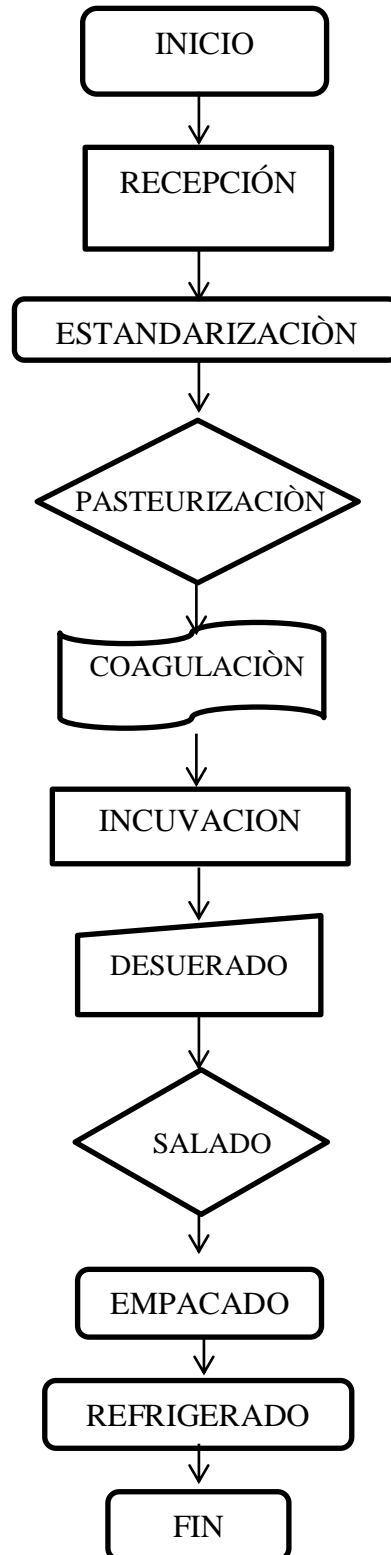 INICIO
RECEPCIÓN
ESTANDARIZACIÒN
PASTEURIZACIÒN
COAGULACIÒN
INCUVACION
DESUERADO
SALADO
EMPACADO
REFRIGERADO
FIN